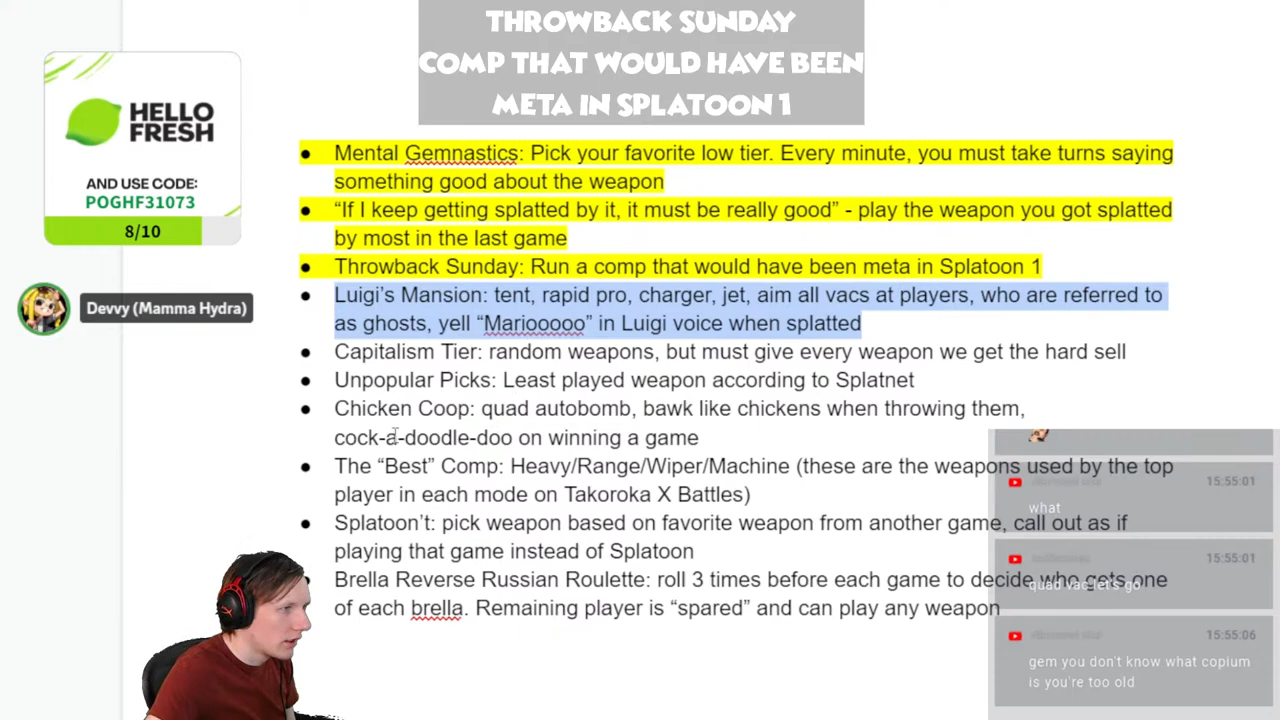 THROWBACK SUNDAY
COMP THAT WOULD HAVE BEEN
META IN SPLATOON 1
HELLO
FRESH
AND USE CODE:
POGHF31073
8/10
Devvy (Mamma Hydra)
● Mental Gemnastics: Pick your favorite low tier. Every minute, you must take turns saying
something good about the weapon
● “If I keep getting splatted by it, it must be really good” - play the weapon you got splatted
by most in the last game
● Throwback Sunday: Run a comp that would have been meta in Splatoon 1
● Luigi’s Mansion: tent, rapid pro, charger, jet, aim all vacs at players, who are referred to
as ghosts, yell “Mariooooo” in Luigi voice when splatted
● Capitalism Tier: random weapons, but must give every weapon we get the hard sell
● Unpopular Picks: Least played weapon according to Splatnet
● Chicken Coop: quad autobomb, bawk like chickens when throwing them,
cock-a-doodle-doo on winning a game
● The “Best” Comp: Heavy/Range/Wiper/Machine (these are the weapons used by the top
player in each mode on Takoroka X Battles)
● Splatoon’t: pick weapon based on favorite weapon from another game, call out as if
playing that game instead of Splatoon
Brella Reverse Russian Roulette: roll 3 times before each game to decide who gets one
of each brella. Remaining player is “spared” and can play any weapon
15:55:01
what
15:55:01
quad vac let's go
15:55:06
gem you don't know what copium
is you're too old